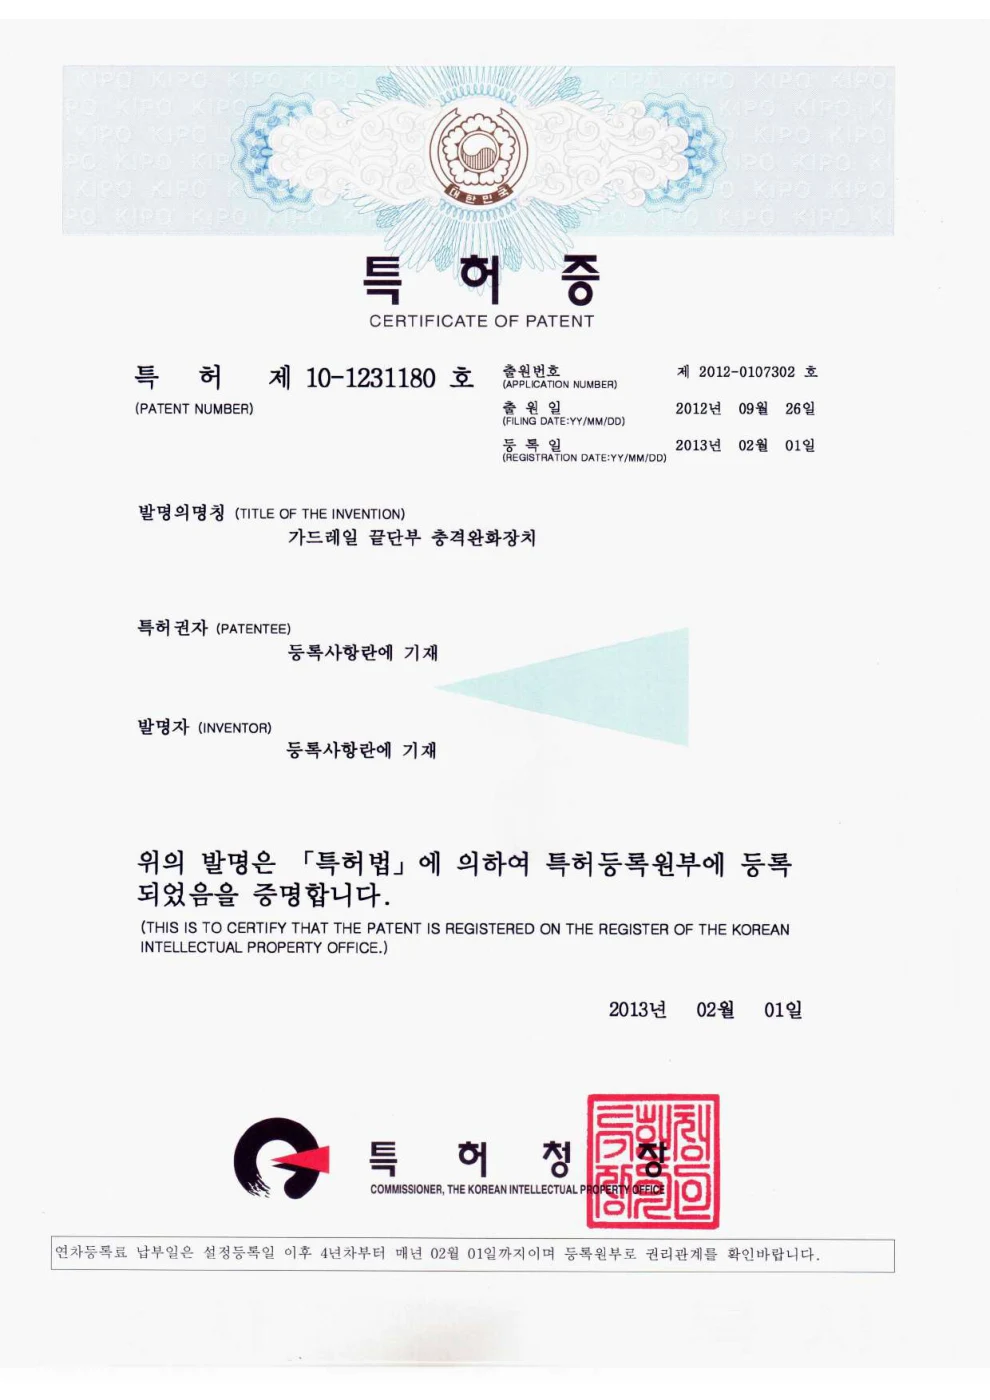 대한민국
특 허 증
CERTIFICATE OF PATENT
특 허 제 10-1231180 호
(PATENT NUMBER)
출원번호 제 2012-0107302 호
(APPLICATION NUMBER)
출 원 일 2012년 09월 26일
(FILING DATE:YY/MM/DD)
등 록 일 2013년 02월 01일
(REGISTRATION DATE:YY/MM/DD)
발명의명칭 (TITLE OF THE INVENTION)
가드레일 끝단부 충격완화장치
특허권자 (PATENTEE)
등록사항란에 기재
발명자 (INVENTOR)
등록사항란에 기재
위의 발명은 「특허법」에 의하여 특허등록원부에 등록
되었음을 증명합니다.
(THIS IS TO CERTIFY THAT THE PATENT IS REGISTERED ON THE REGISTER OF THE KOREAN
INTELLECTUAL PROPERTY OFFICE.)
2013년 02월 01일
특 허 청 장
COMMISSIONER, THE KOREAN INTELLECTUAL PROPERTY OFFICE
연차등록료 납부일은 설정등록일 이후 4년차부터 매년 02월 01일까지이며 등록원부로 권리관계를 확인바랍니다.